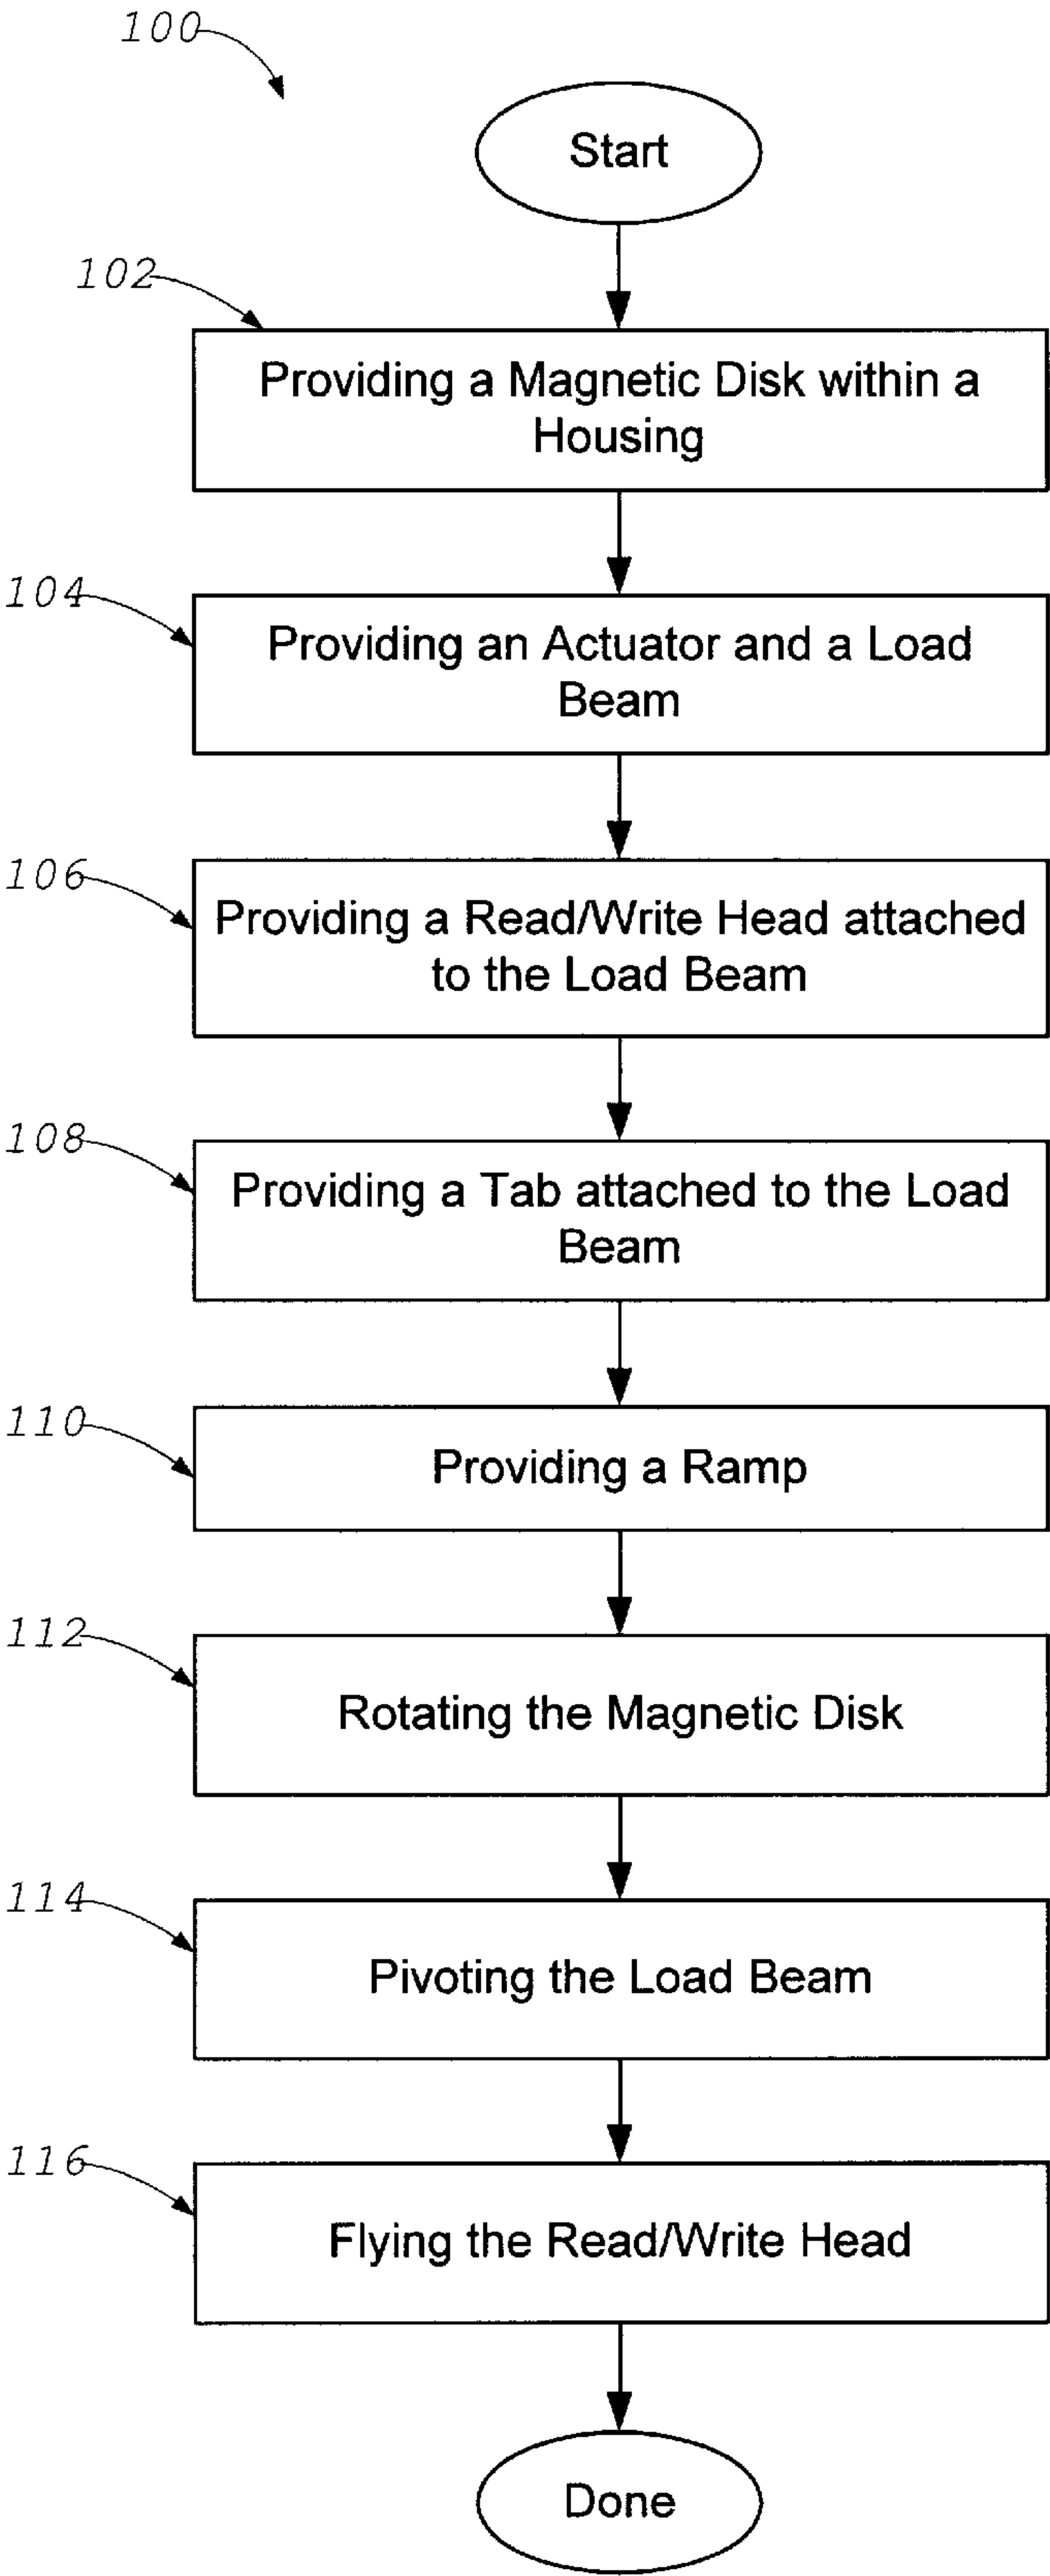 100
Start
102
Providing a Magnetic Disk within a
Housing
104
Providing an Actuator and a Load
Beam
106
Providing a Read/Write Head attached
to the Load Beam
108
Providing a Tab attached to the Load
Beam
110
Providing a Ramp
112
Rotating the Magnetic Disk
114
Pivoting the Load Beam
116
Flying the Read/Write Head
Done